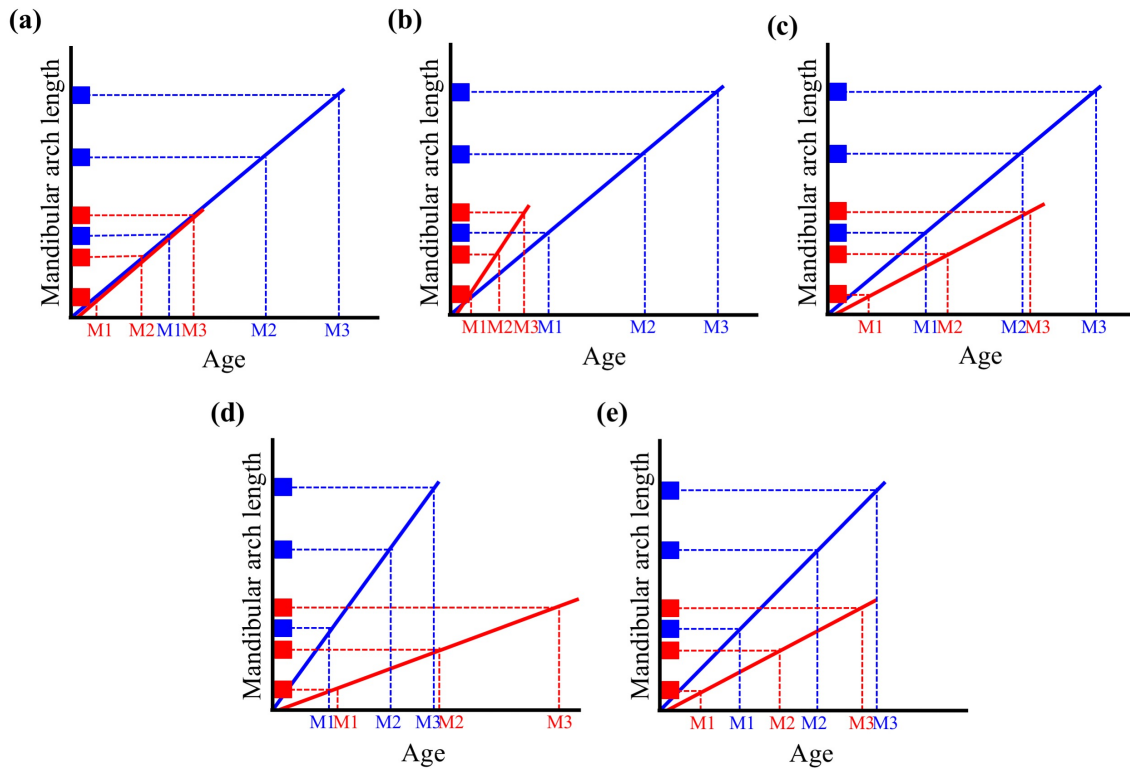 (a)
Mandibular arch length
M1 M2 M1 M3 M2 M3
Age
(b)
Mandibular arch length
M1 M2 M3 M1 M2 M3
Age
(c)
Mandibular arch length
M1 M1 M2 M2 M3 M3
Age
(d)
Mandibular arch length
M1 M1 M2 M3 M2 M3
Age
(e)
Mandibular arch length
M1 M1 M2 M2 M3 M3
Age